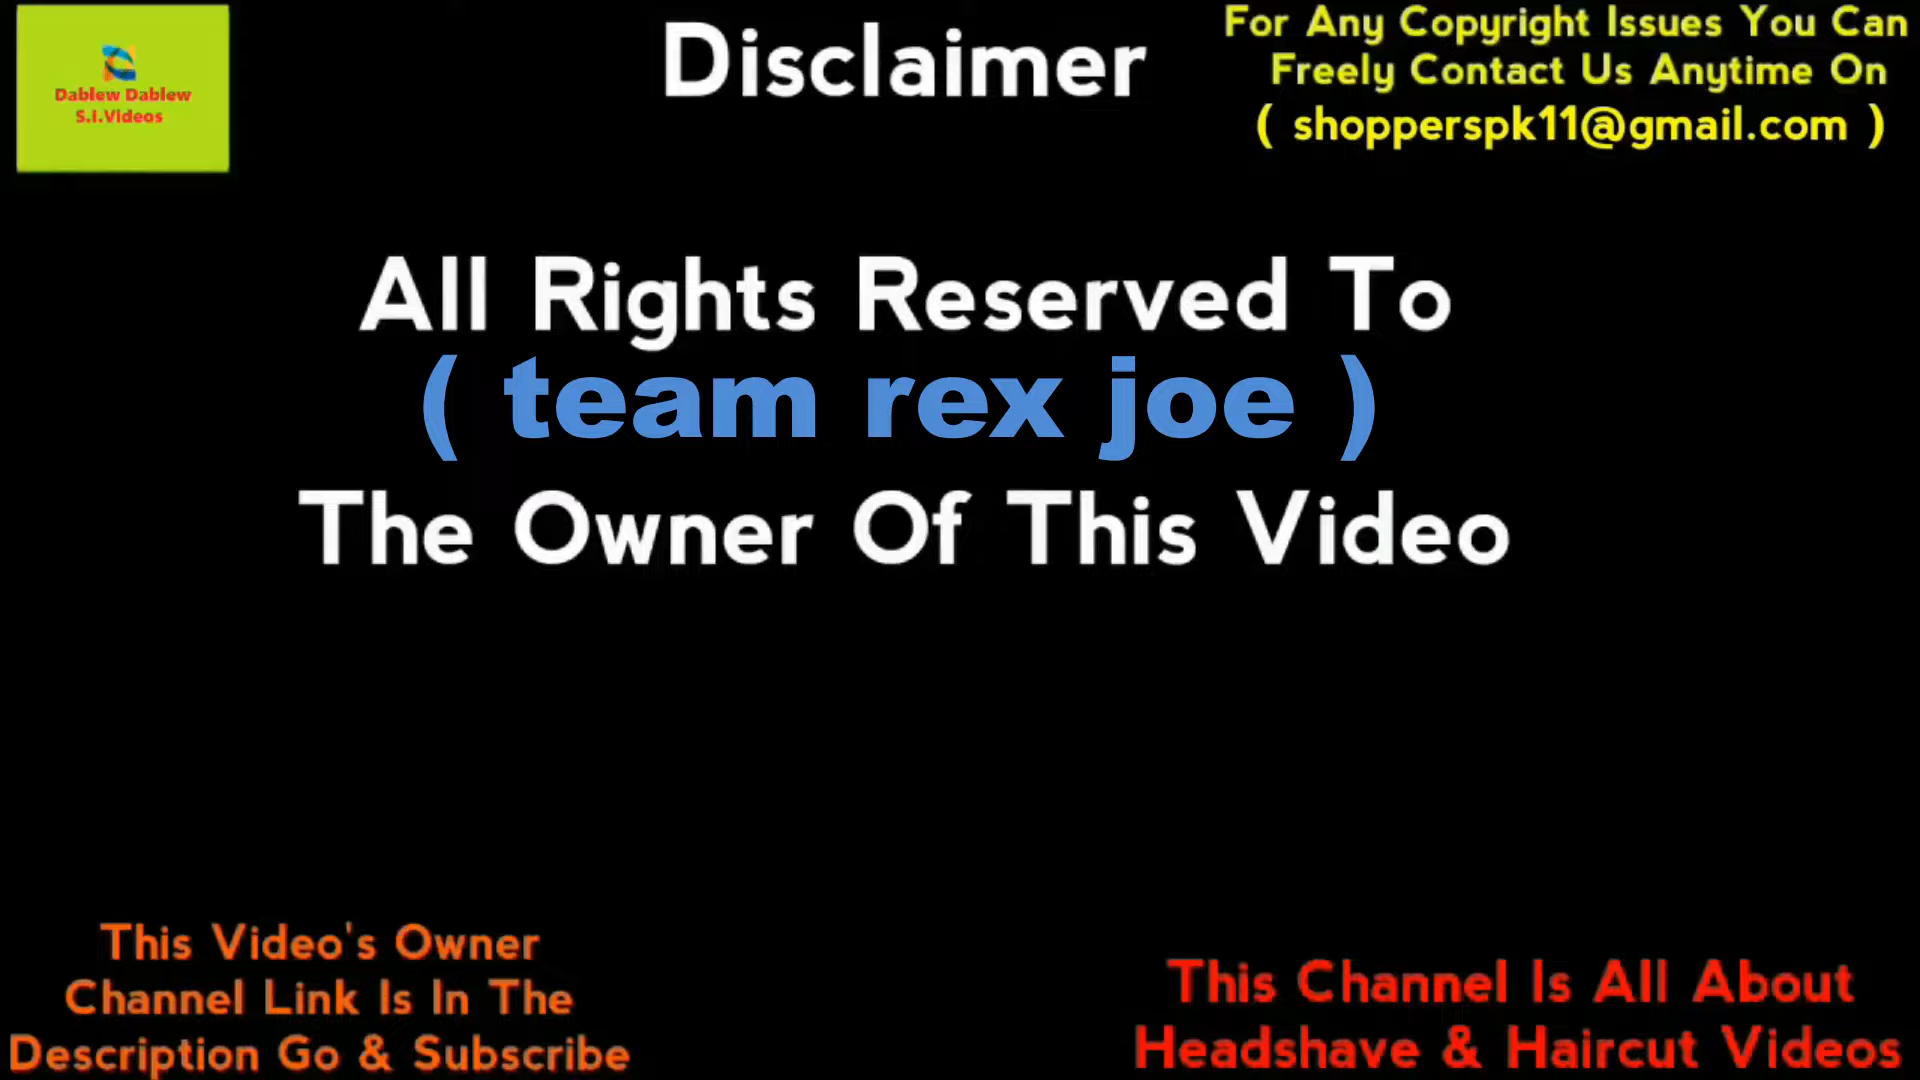 Dablew Dablew
S.I.Videos
Disclaimer
For Any Copyright Issues You Can
Freely Contact Us Anytime On
( shopperspk11@gmail.com )
All Rights Reserved To
( team rex joe )
The Owner Of This Video
This Video's Owner
Channel Link Is In The
Description Go & Subscribe
This Channel Is All About
Headshave & Haircut Videos